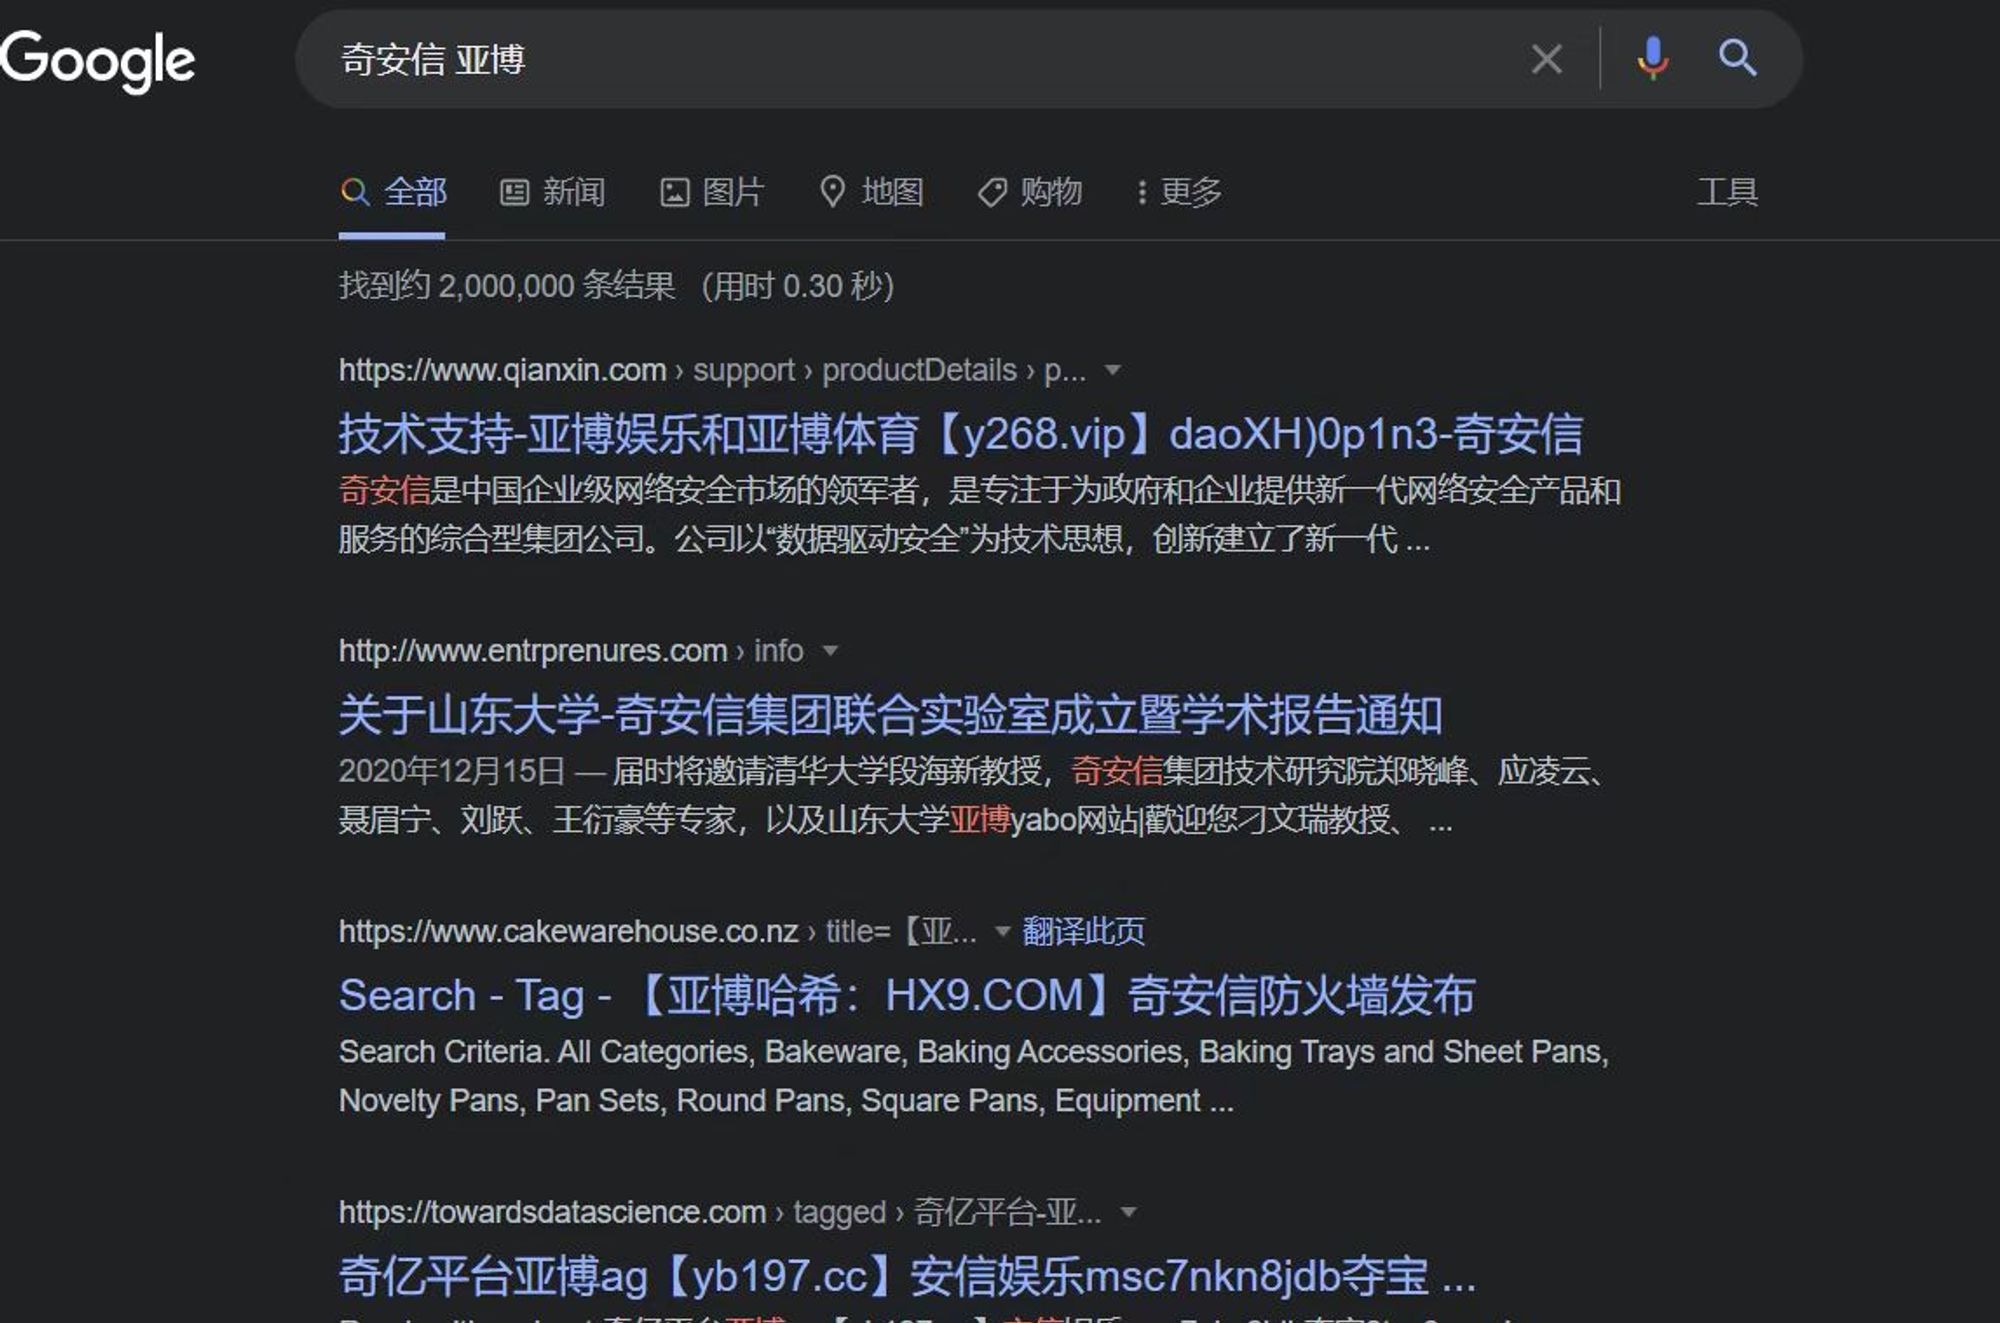 Google
奇安信 亚博
全部 新闻 图片 地图 购物 更多 工具
找到约 2,000,000 条结果 （用时 0.30 秒）
https://www.qianxin.com › support › productDetails › p...
技术支持-亚博娱乐和亚博体育【y268.vip】daoXH)0p1n3-奇安信
奇安信是中国企业级网络安全市场的领军者，是专注于为政府和企业提供新一代网络安全产品和
服务的综合型集团公司。公司以“数据驱动安全”为技术思想，创新建立了新一代 ...
http://www.entrprenures.com › info
关于山东大学-奇安信集团联合实验室成立暨学术报告通知
2020年12月15日 — 届时将邀请清华大学段海新教授，奇安信集团技术研究院郑晓峰、应凌云、
聂眉宁、刘跃、王衍豪等专家，以及山东大学亚博yabo网站|歡迎您刁文瑞教授、 ...
https://www.cakewarehouse.co.nz › title=【亚... 翻译此页
Search - Tag - 【亚博哈希：HX9.COM】奇安信防火墙发布
Search Criteria. All Categories, Bakeware, Baking Accessories, Baking Trays and Sheet Pans,
Novelty Pans, Pan Sets, Round Pans, Square Pans, Equipment ...
https://towardsdatascience.com › tagged › 奇亿平台-亚...
奇亿平台亚博ag【yb197.cc】安信娱乐msc7nkn8jdb夺宝 ...